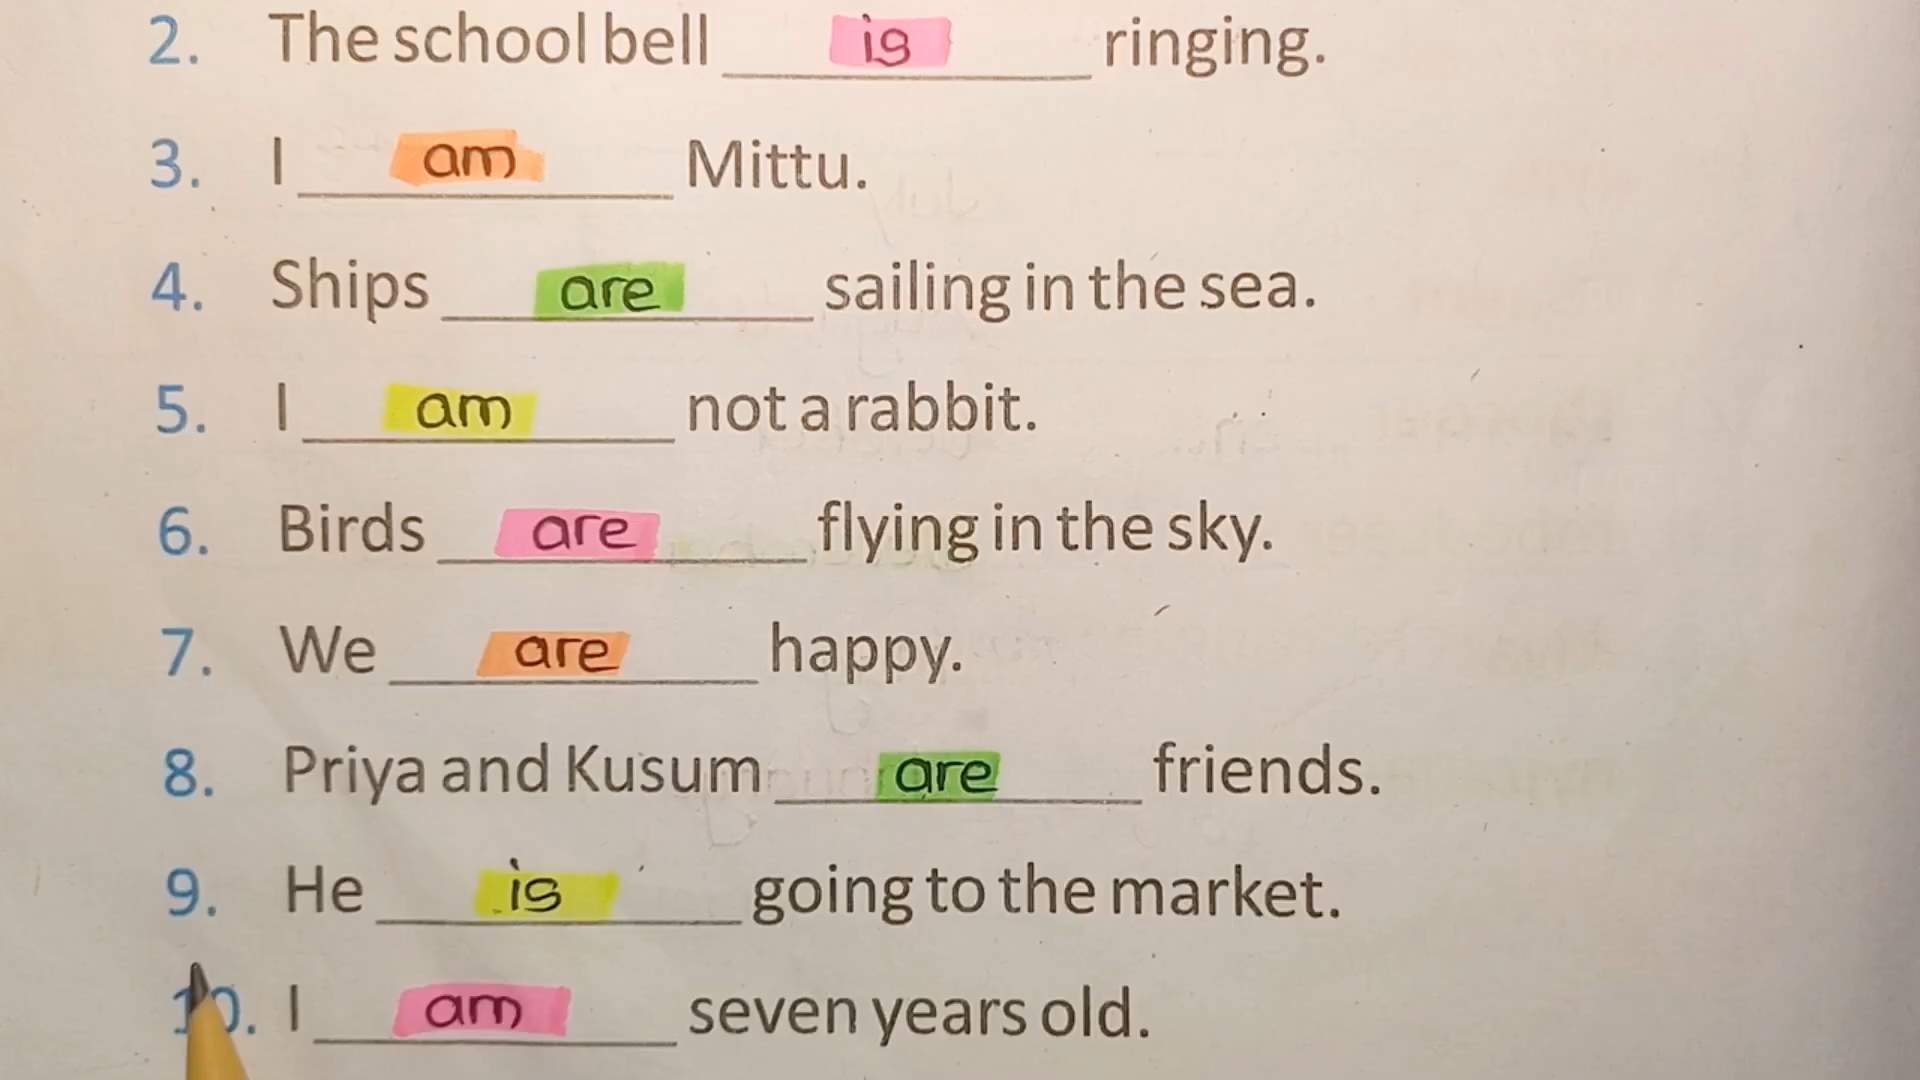 2. The school bell is ringing.
3. I am Mittu.
4. Ships are sailing in the sea.
5. I am not a rabbit.
6. Birds are flying in the sky.
7. We are happy.
8. Priya and Kusum are friends.
9. He is going to the market.
10. I am seven years old.